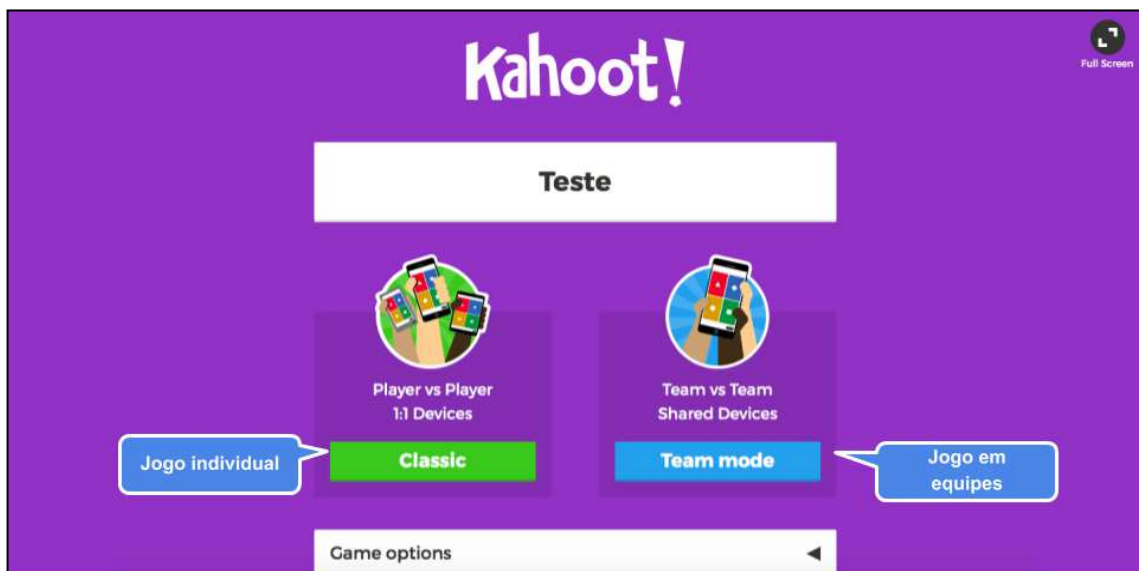 Kahoot!
Full Screen
Teste
Player vs Player
1:1 Devices
Team vs Team
Shared Devices
Jogo individual
Classic
Team mode
Jogo em
equipes
Game options